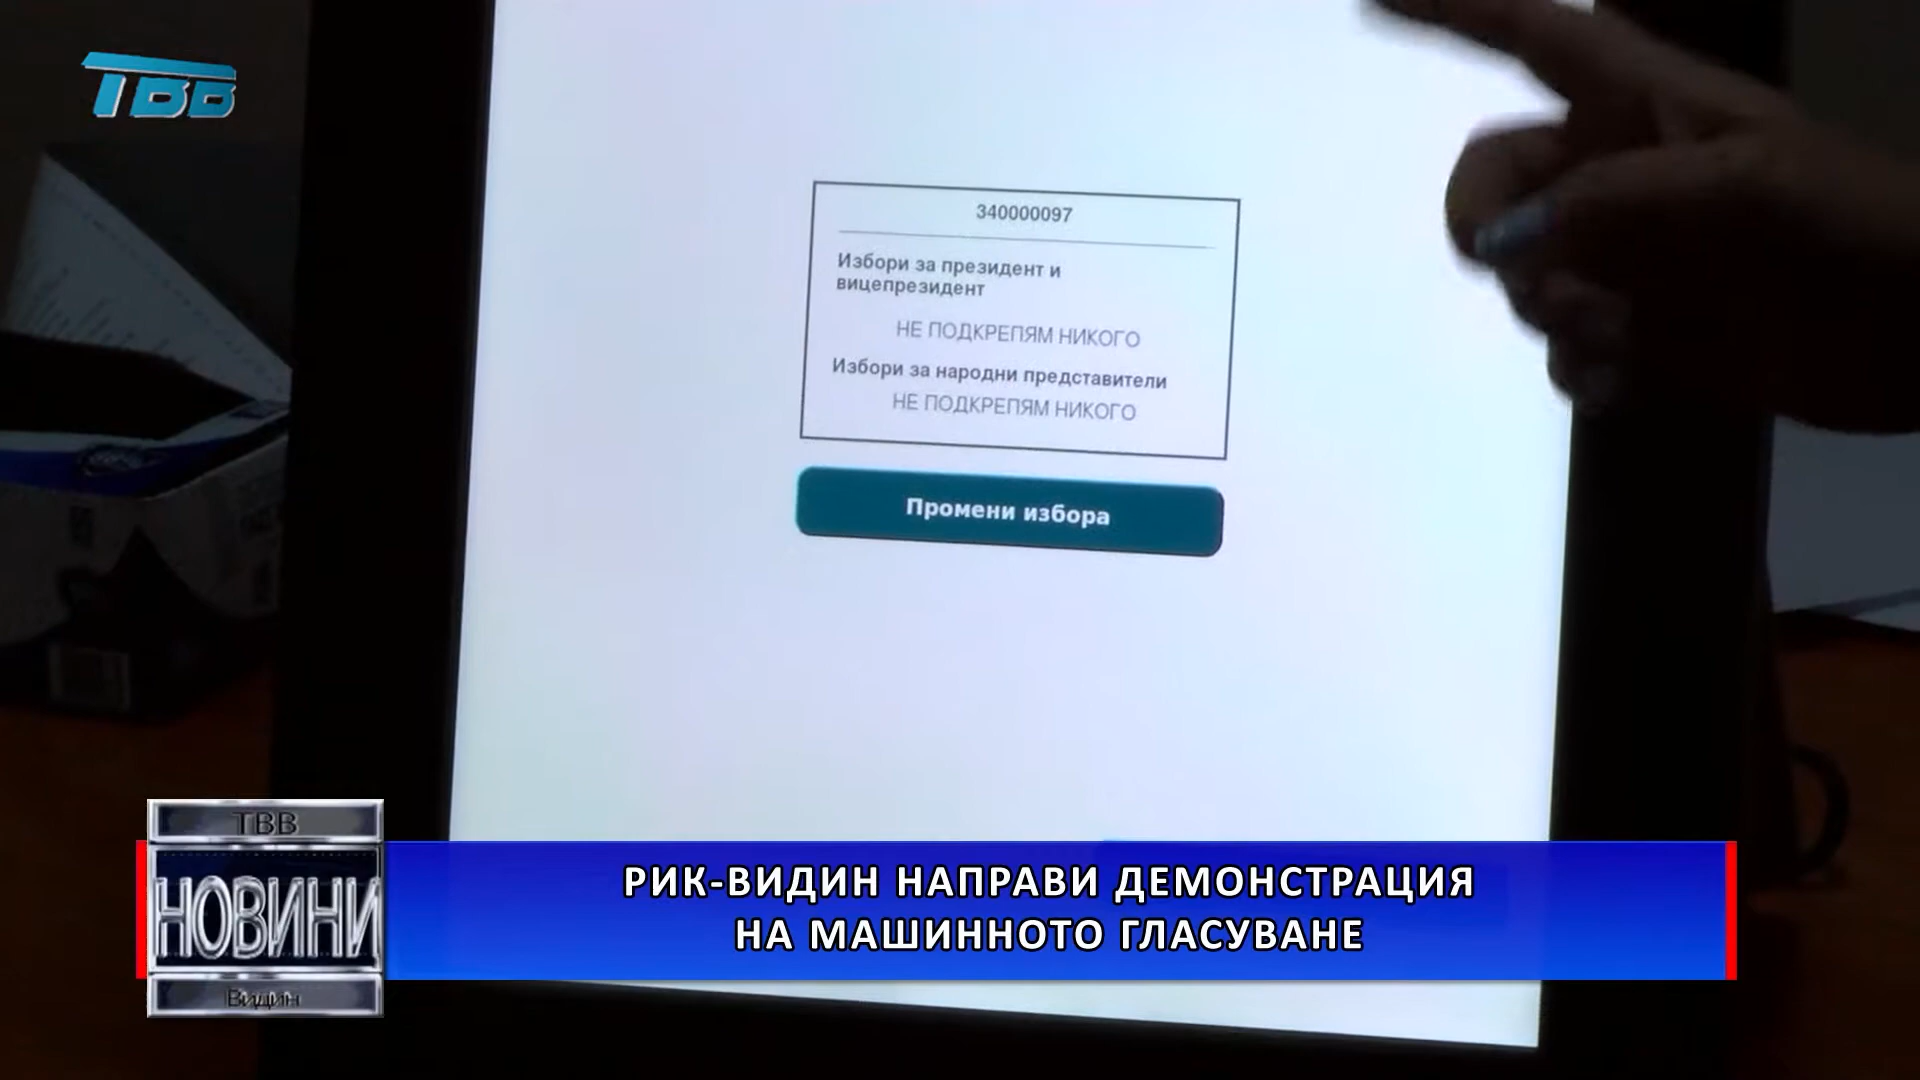 ТВВ
340000097
Избори за президент и
вицепрезидент
НЕ ПОДКРЕПЯМ НИКОГО
Избори за народни представители
НЕ ПОДКРЕПЯМ НИКОГО
Промени избора
ТВВ
НОВИНИ
Видин
РИК-ВИДИН НАПРАВИ ДЕМОНСТРАЦИЯ
НА МАШИННОТО ГЛАСУВАНЕ